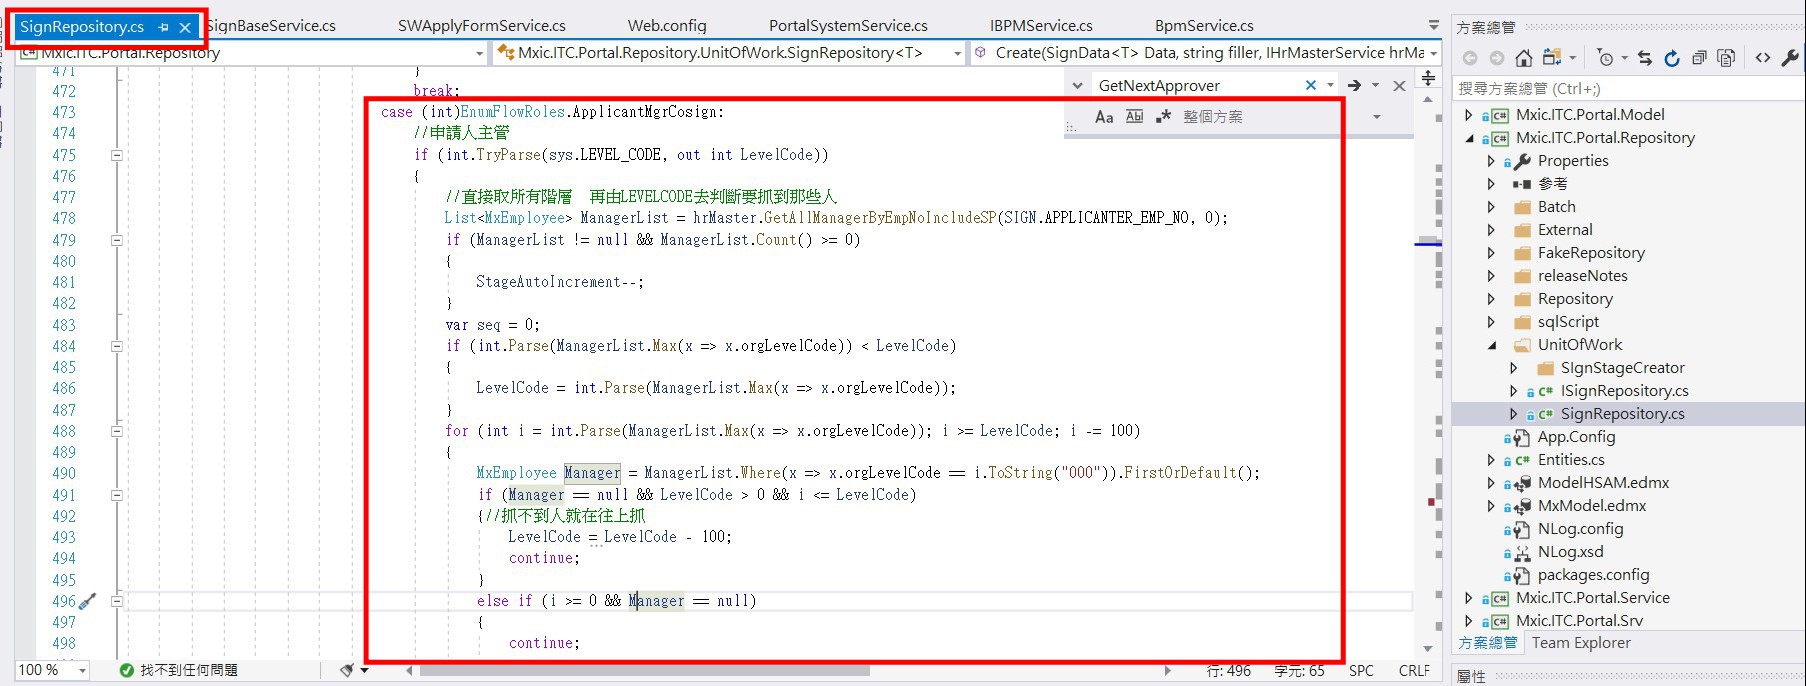 SignRepository.cs
SignBaseService.cs
SWApplyFormService.cs
Web.config
PortalSystemService.cs
IBPMService.cs
BpmService.cs
Mxic.ITC.Portal.Repository
Mxic.ITC.Portal.Repository.UnitOfWork.SignRepository<T>
Create(SignData<T> Data, string filler, IHrMasterService hrMa
GetNextApprover
Aa Abl .* 整個方案
471 }
472 break;
473 case (int)EnumFlowRoles.ApplicantMgrCosign:
474 //申請人主管
475 if (int.TryParse(sys.LEVEL_CODE, out int LevelCode))
476 {
477 //直接取所有階層 再由LEVELCODE去判斷要抓到那些人
478 List<MxEmployee> ManagerList = hrMaster.GetAllManagerByEmpNoIncludeSP(SIGN.APPLICANTER_EMP_NO, 0);
479 if (ManagerList != null && ManagerList.Count() >= 0)
480 {
481 StageAutoIncrement--;
482 }
483 var seq = 0;
484 if (int.Parse(ManagerList.Max(x => x.orgLevelCode)) < LevelCode)
485 {
486 LevelCode = int.Parse(ManagerList.Max(x => x.orgLevelCode));
487 }
488 for (int i = int.Parse(ManagerList.Max(x => x.orgLevelCode)); i >= LevelCode; i -= 100)
489 {
490 MxEmployee Manager = ManagerList.Where(x => x.orgLevelCode == i.ToString("000")).FirstOrDefault();
491 if (Manager == null && LevelCode > 0 && i <= LevelCode)
492 {//抓不到人就在往上抓
493 LevelCode = LevelCode - 100;
494 continue;
495 }
496 else if (i >= 0 && Manager == null)
497 {
498 continue;
100 %
找不到任何問題
行: 496
字元: 65
SPC
CRLF
方案總管
搜尋方案總管 (Ctrl+;)
Mxic.ITC.Portal.Model
Mxic.ITC.Portal.Repository
Properties
參考
Batch
External
FakeRepository
releaseNotes
Repository
sqlScript
UnitOfWork
SIgnStageCreator
ISignRepository.cs
SignRepository.cs
App.Config
Entities.cs
ModelHSAM.edmx
MxModel.edmx
NLog.config
NLog.xsd
packages.config
Mxic.ITC.Portal.Service
Mxic.ITC.Portal.Srv
方案總管 Team Explorer
屬性